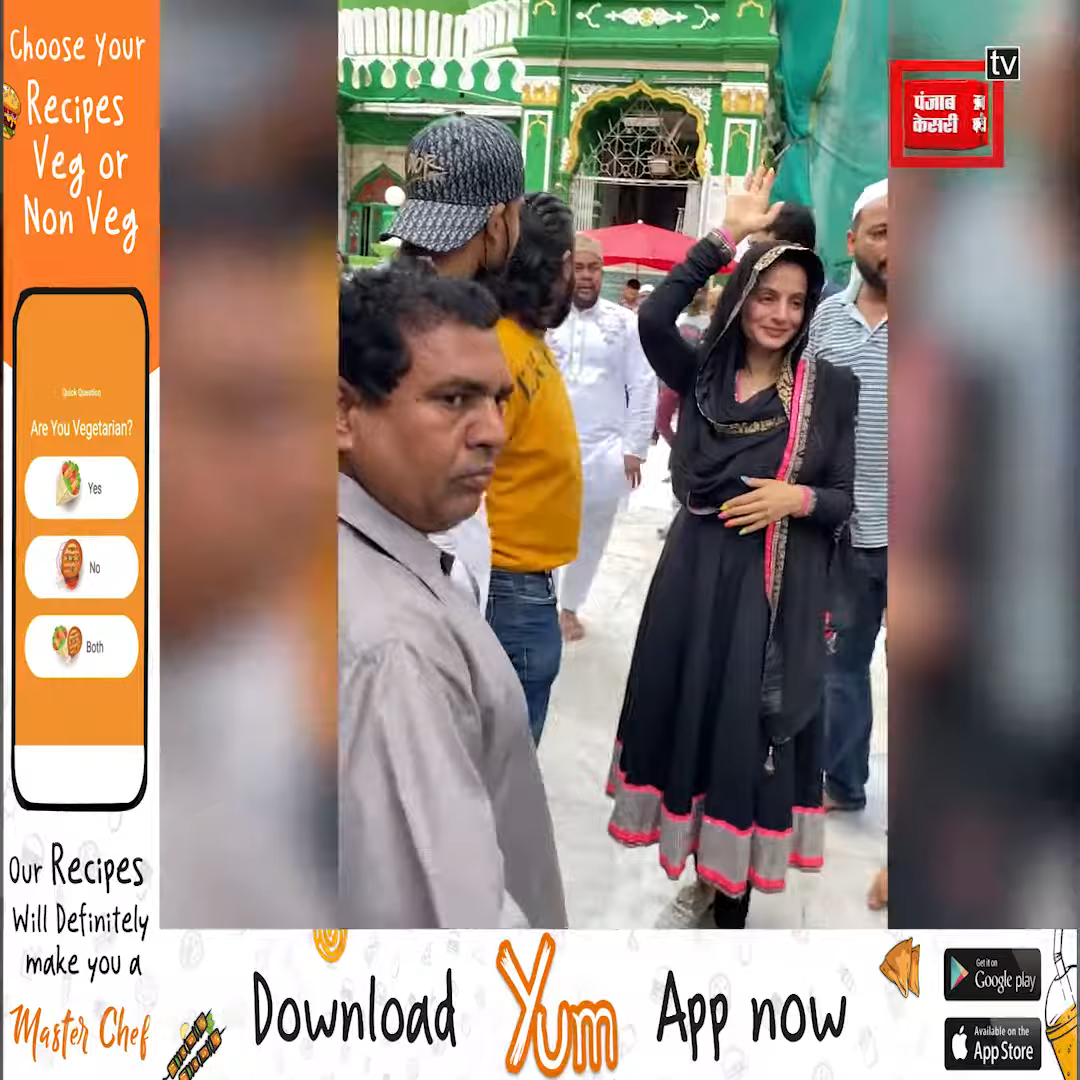 Choose your
Recipes
Veg or
Non Veg
Quick Question
Are You Vegetarian?
Yes
No
Both
Our Recipes
Will Definitely
make you a
Master Chef
tv
पंजाब
केसरी
Download Yum App now
Get it on
Google play
Available on the
App Store